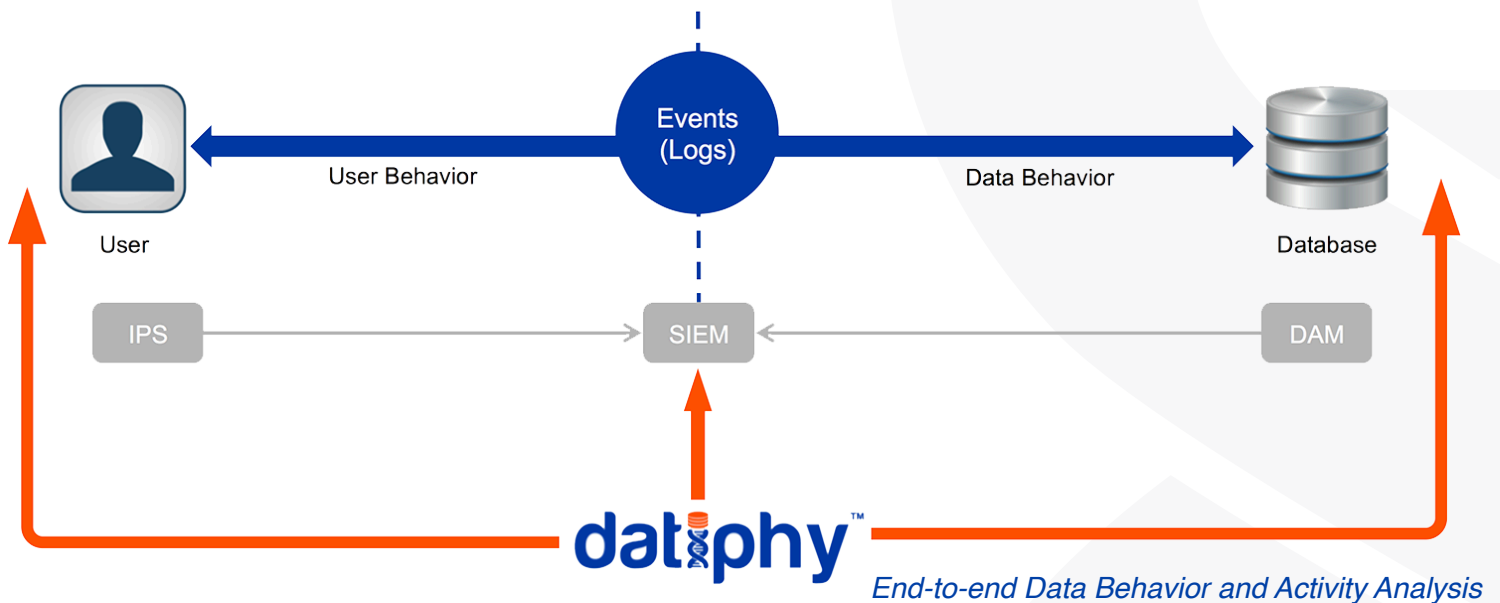 Events
(Logs)
User Behavior
Data Behavior
User
Database
IPS
SIEM
DAM
datiphy™
End-to-end Data Behavior and Activity Analysis